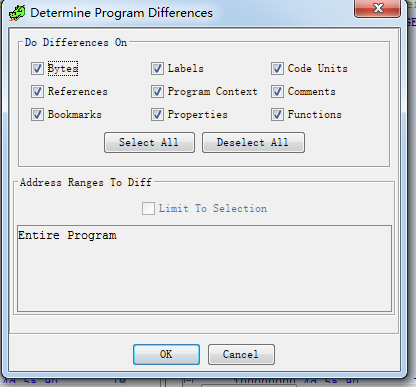 Determine Program Differences
Do Differences On
Bytes Labels Code Units
References Program Context Comments
Bookmarks Properties Functions
Select All Deselect All
Address Ranges To Diff
Limit To Selection
Entire Program
OK Cancel